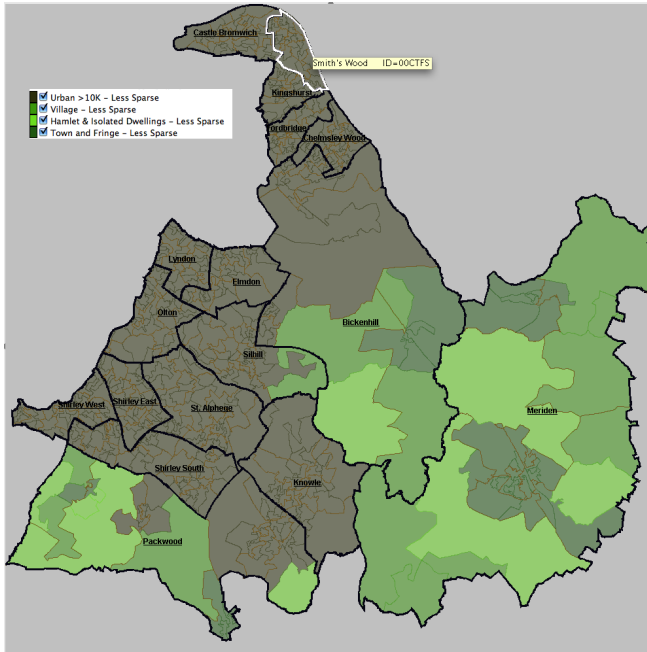 Castle Bromwich
Smith's Wood ID=00CTFS
Kingshurst
Urban >10K - Less Sparse
Village - Less Sparse
Hamlet & Isolated Dwellings - Less Sparse
Town and Fringe - Less Sparse
Fordbridge
Chelmsley Wood
Lyndon
Elmdon
Olton
Bickenhill
Silhill
Shirley West
Shirley East
St. Alphege
Meriden
Shirley South
Knowle
Packwood